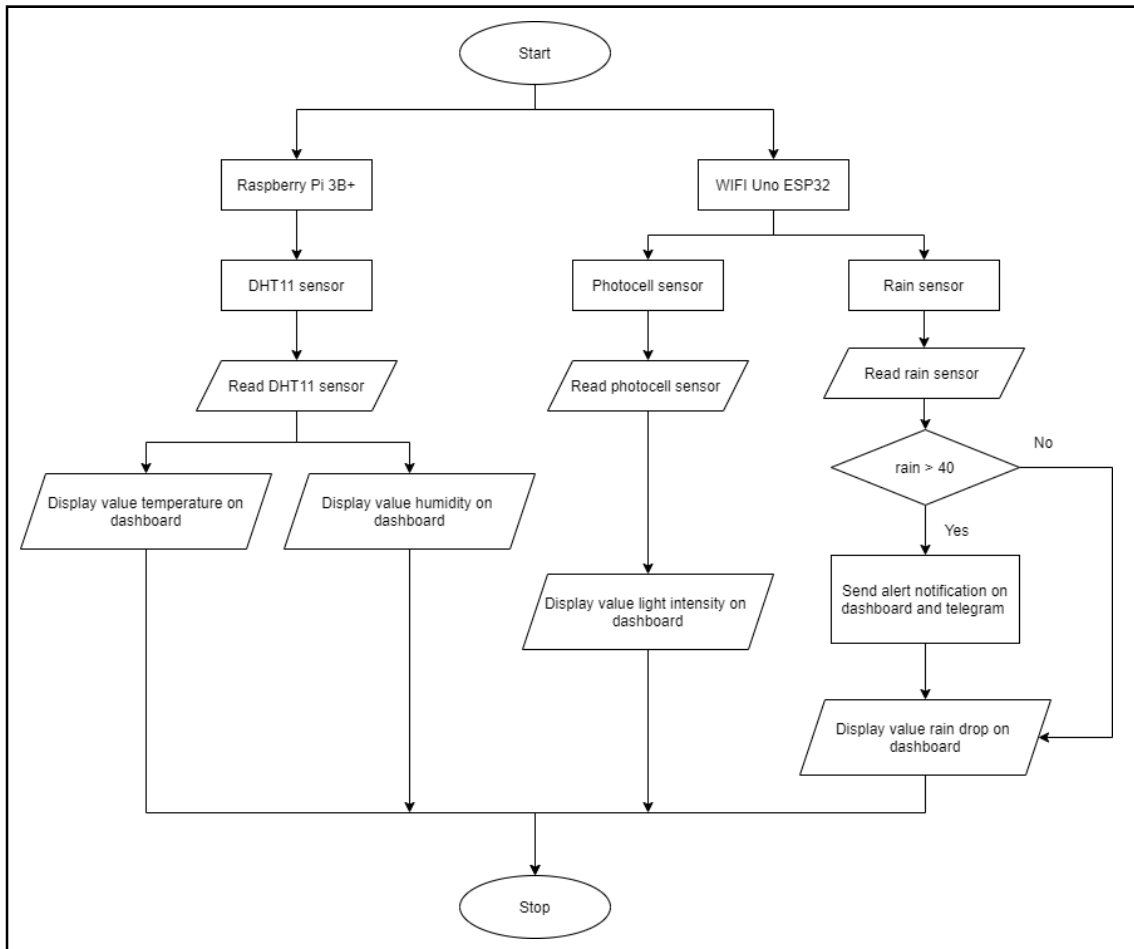 Start
Raspberry Pi 3B+
WIFI Uno ESP32
DHT11 sensor
Photocell sensor
Rain sensor
Read DHT11 sensor
Read photocell sensor
Read rain sensor
rain > 40
No
Yes
Display value temperature on
dashboard
Display value humidity on
dashboard
Display value light intensity on
dashboard
Send alert notification on
dashboard and telegram
Display value rain drop on
dashboard
Stop